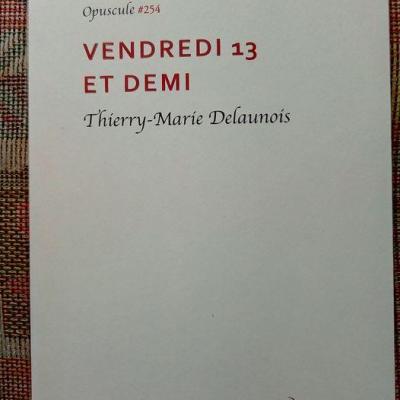 Opuscule #254
VENDREDI 13
ET DEMI
Thierry-Marie Delaunois